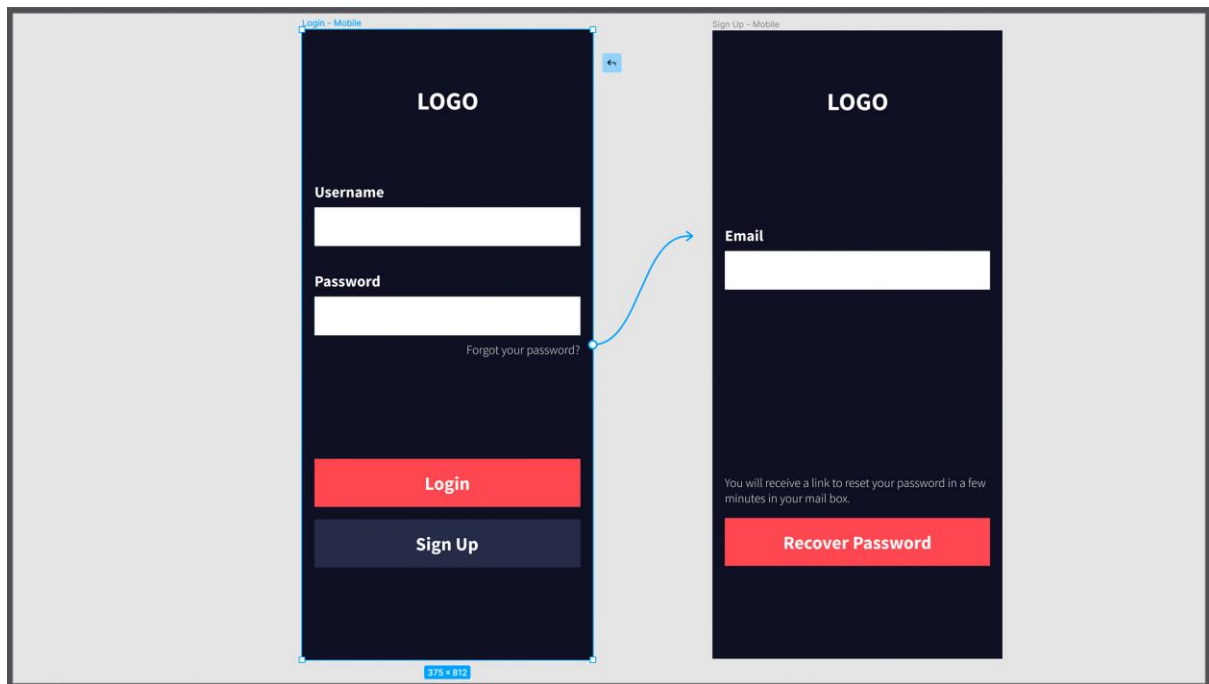 Login - Mobile
LOGO
Username
Password
Forgot your password?
Login
Sign Up
375 × 812
Sign Up - Mobile
LOGO
Email
You will receive a link to reset your password in a few
minutes in your mail box.
Recover Password